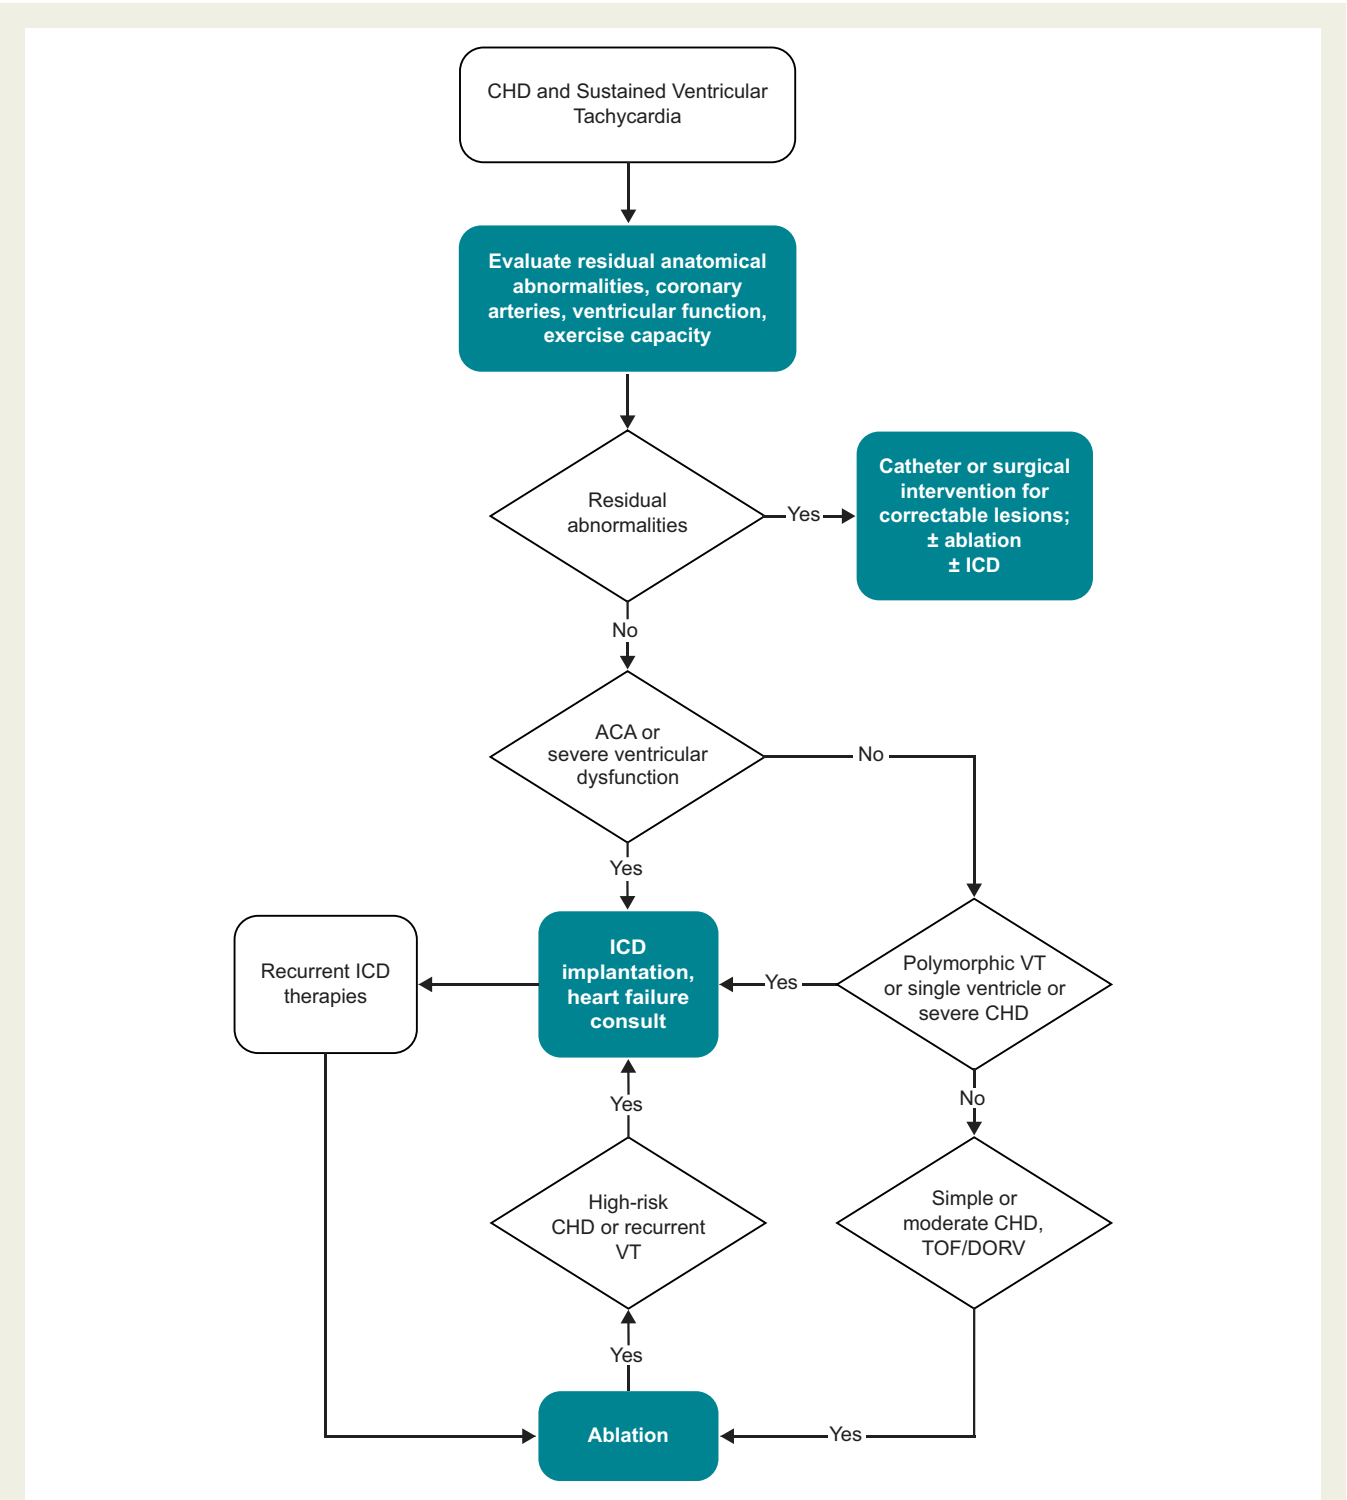 CHD and Sustained Ventricular
Tachycardia
Evaluate residual anatomical
abnormalities, coronary
arteries, ventricular function,
exercise capacity
Residual
abnormalities
Yes
Catheter or surgical
intervention for
correctable lesions;
± ablation
± ICD
No
ACA or
severe ventricular
dysfunction
No
Yes
Recurrent ICD
therapies
ICD
implantation,
heart failure
consult
Yes
Polymorphic VT
or single ventricle or
severe CHD
Yes
No
High-risk
CHD or recurrent
VT
Simple or
moderate CHD,
TOF/DORV
Yes
Ablation
Yes